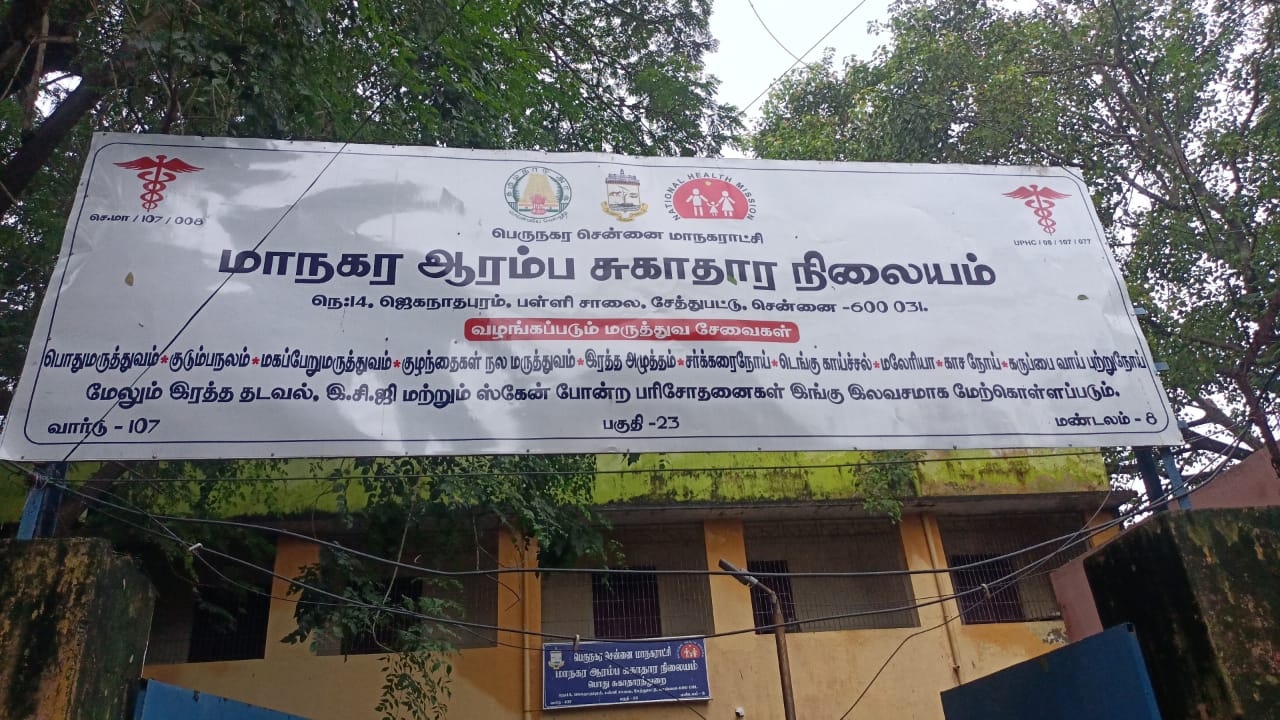 செ.மா / 107 / 008
NATIONAL HEALTH MISSION
UPHC / 08 / 107 / 077
பெருநகர சென்னை மாநகராட்சி
மாநகர ஆரம்ப சுகாதார நிலையம்
நெ:14, ஜெகநாதபுரம், பள்ளி சாலை, சேத்துபட்டு, சென்னை -600 031.
வழங்கப்படும் மருத்துவ சேவைகள்
பொதுமருத்துவம்*குடும்பநலம்*மகப்பேறுமருத்துவம்*குழந்தைகள் நல மருத்துவம்*இரத்த அழுத்தம்*சர்க்கரைநோய்*டெங்கு காய்ச்சல்*மலேரியா*காச நோய்*கருப்பை வாய் புற்றுநோய்
மேலும் இரத்த தடவல், இ.சி.ஜி மற்றும் ஸ்கேன் போன்ற பரிசோதனைகள் இங்கு இலவசமாக மேற்கொள்ளப்படும்.
வார்டு - 107 பகுதி -23 மண்டலம் - 8
பெருநகர சென்னை மாநகராட்சி
மாநகர ஆரம்ப சுகாதார நிலையம்
பொது சுகாதாரத்துறை